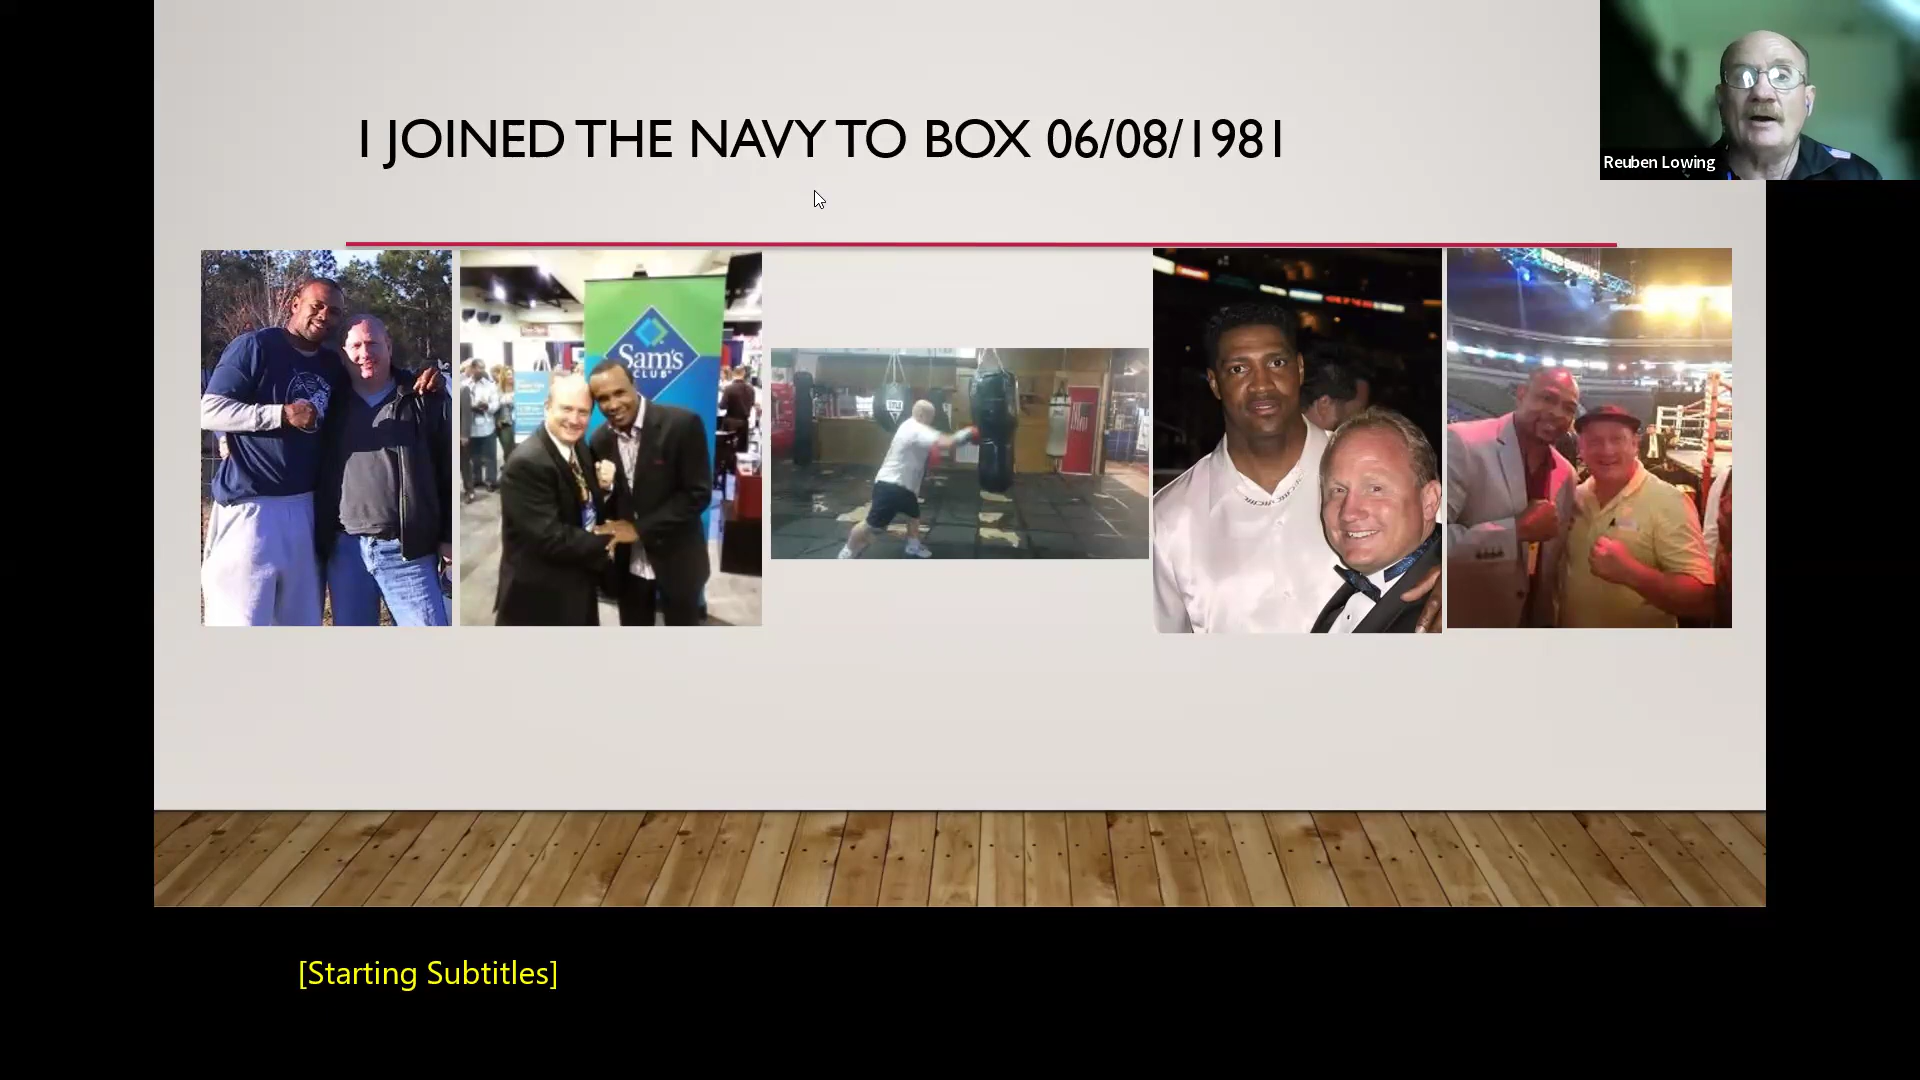 I JOINED THE NAVY TO BOX 06/08/1981
Reuben Lowing
Sam's
CLUB
[Starting Subtitles]